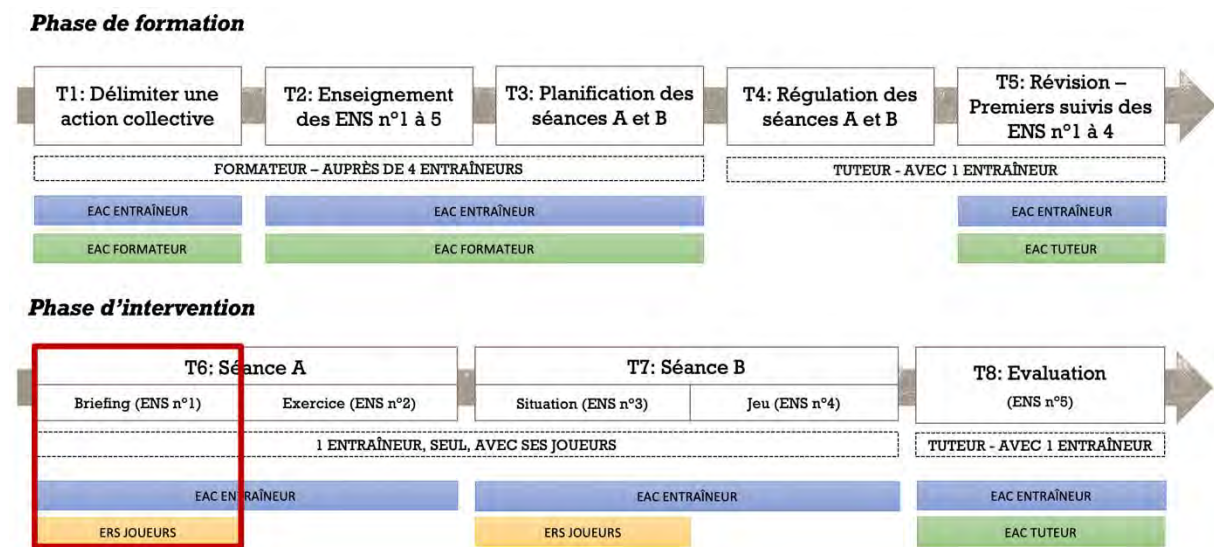 Phase de formation
T1: Délimiter une
action collective
T2: Enseignement
des ENS n°1 à 5
T3: Planification des
séances A et B
T4: Régulation des
séances A et B
T5: Révision –
Premiers suivis des
ENS n°1 à 4
FORMATEUR – AUPRÈS DE 4 ENTRAÎNEURS
TUTEUR - AVEC 1 ENTRAÎNEUR
EAC ENTRAÎNEUR
EAC ENTRAÎNEUR
EAC ENTRAÎNEUR
EAC FORMATEUR
EAC FORMATEUR
EAC TUTEUR
Phase d'intervention
T6: Séance A
T7: Séance B
T8: Evaluation
(ENS n°5)
Briefing (ENS n°1)
Exercice (ENS n°2)
Situation (ENS n°3)
Jeu (ENS n°4)
1 ENTRAÎNEUR, SEUL, AVEC SES JOUEURS
TUTEUR - AVEC 1 ENTRAÎNEUR
EAC ENTRAÎNEUR
EAC ENTRAÎNEUR
EAC ENTRAÎNEUR
ERS JOUEURS
ERS JOUEURS
EAC TUTEUR